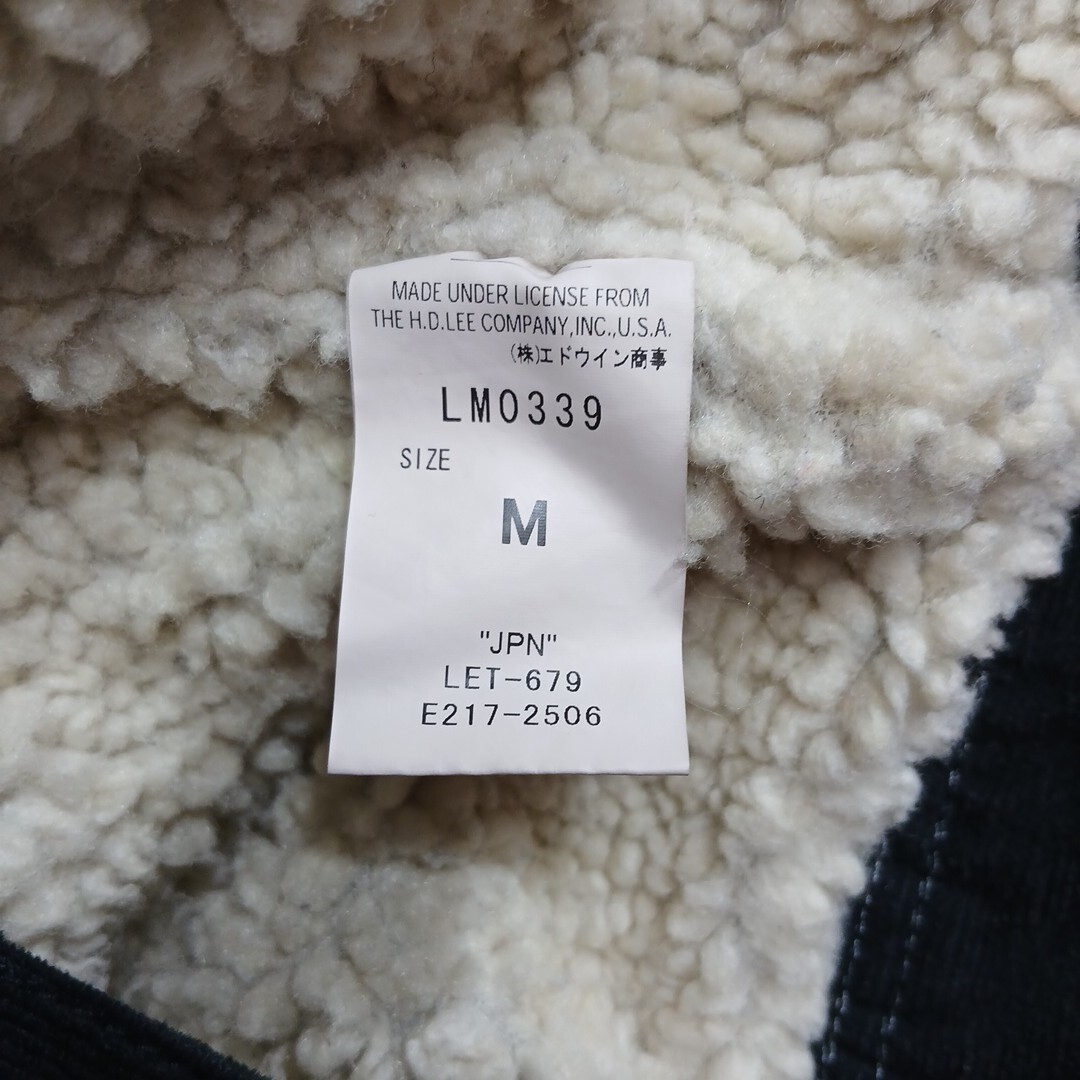 MADE UNDER LICENSE FROM
THE H.D.LEE COMPANY,INC.,U.S.A.
(株)エドウイン商事
LM0339
SIZE
M
"JPN"
LET-679
E217-2506